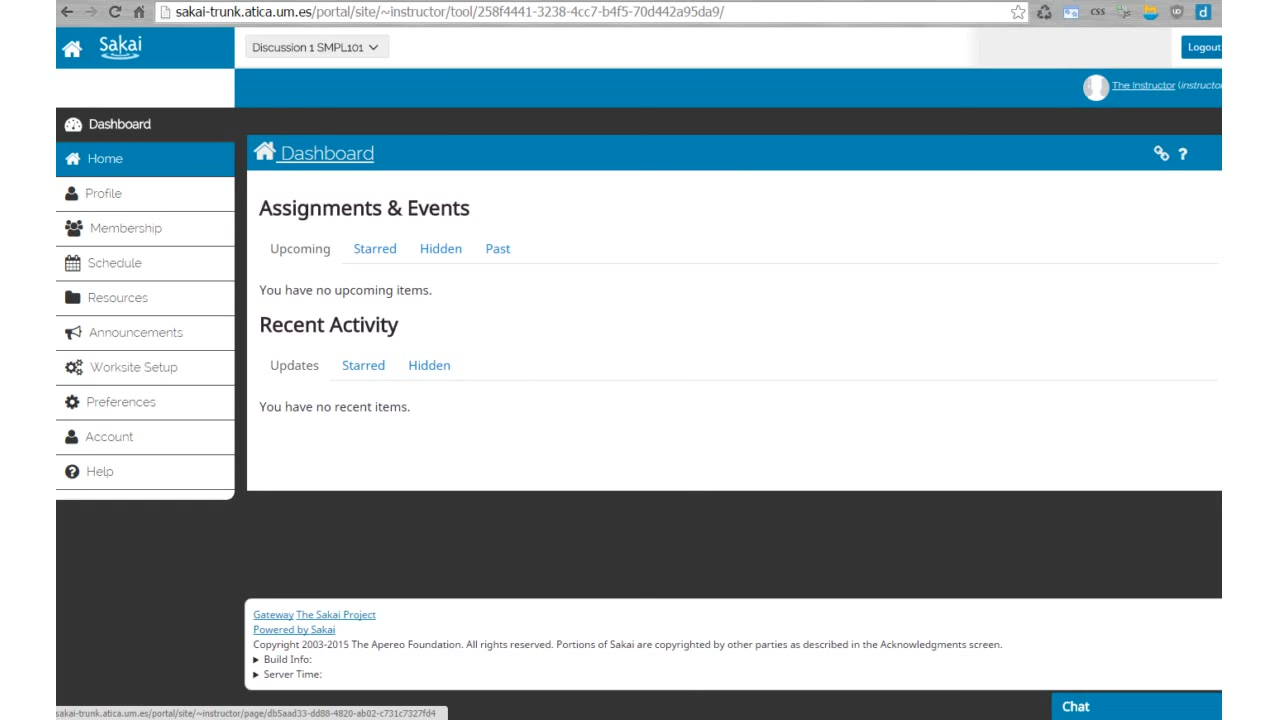 sakai-trunk.atica.um.es/portal/site/~instructor/tool/258f4441-3238-4cc7-b4f5-70d442a95da9/
CSS
d
Sakai
Discussion 1 SMPL101
Logout
The Instructor (instructo
Dashboard
Home
Profile
Membership
Schedule
Resources
Announcements
Worksite Setup
Preferences
Account
Help
Dashboard
?
Assignments & Events
Upcoming Starred Hidden Past
You have no upcoming items.
Recent Activity
Updates Starred Hidden
You have no recent items.
Gateway The Sakai Project
Powered by Sakai
Copyright 2003-2015 The Apereo Foundation. All rights reserved. Portions of Sakai are copyrighted by other parties as described in the Acknowledgments screen.
Build Info:
Server Time:
Chat
sakai-trunk.atica.um.es/portal/site/~instructor/page/db5aad33-dd88-4820-ab02-c731c7327fd4